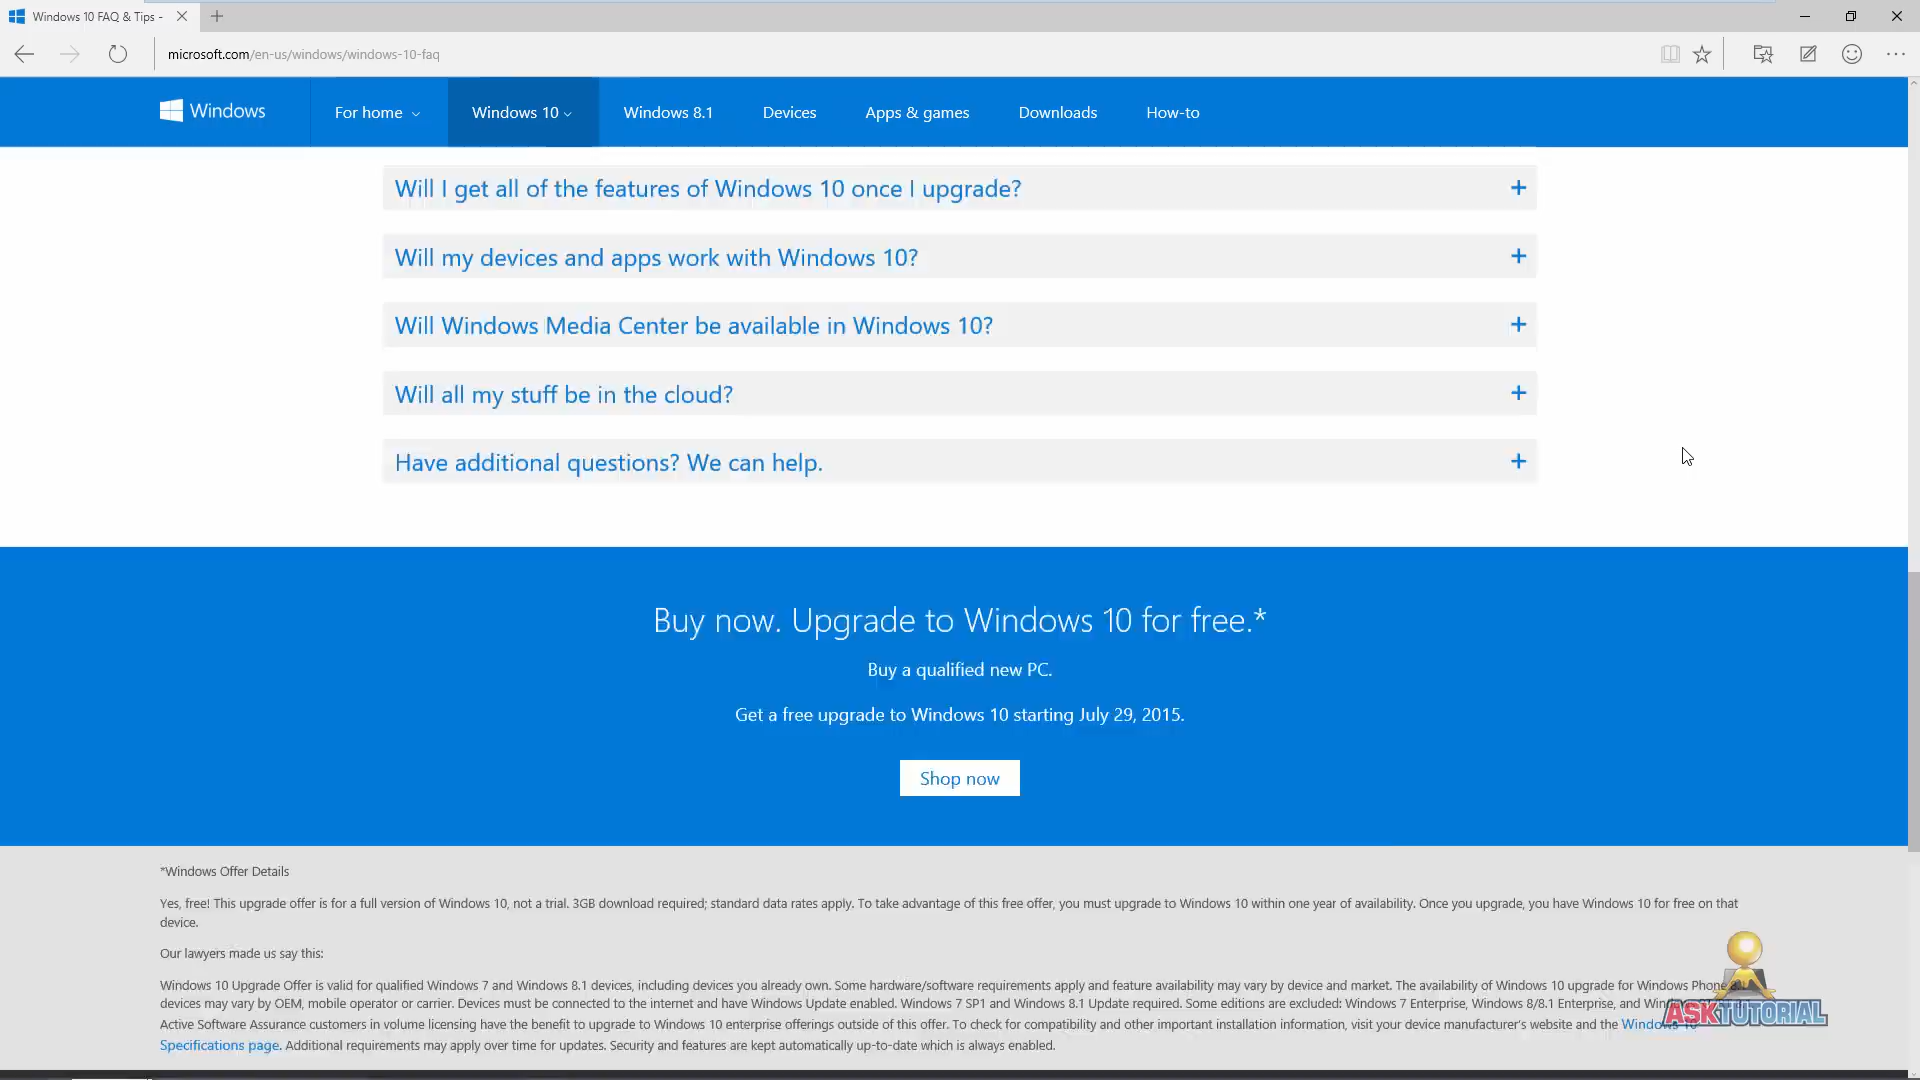 Windows 10 FAQ & Tips -
microsoft.com/en-us/windows/windows-10-faq
Windows
For home
Windows 10
Windows 8.1
Devices
Apps & games
Downloads
How-to
Will I get all of the features of Windows 10 once I upgrade?
Will my devices and apps work with Windows 10?
Will Windows Media Center be available in Windows 10?
Will all my stuff be in the cloud?
Have additional questions? We can help.
Buy now. Upgrade to Windows 10 for free.*
Buy a qualified new PC.
Get a free upgrade to Windows 10 starting July 29, 2015.
Shop now
*Windows Offer Details
Yes, free! This upgrade offer is for a full version of Windows 10, not a trial. 3GB download required; standard data rates apply. To take advantage of this free offer, you must upgrade to Windows 10 within one year of availability. Once you upgrade, you have Windows 10 for free on that
device.
Our lawyers made us say this:
Windows 10 Upgrade Offer is valid for qualified Windows 7 and Windows 8.1 devices, including devices you already own. Some hardware/software requirements apply and feature availability may vary by device and market. The availability of Windows 10 upgrade for Windows Phone
devices may vary by OEM, mobile operator or carrier. Devices must be connected to the internet and have Windows Update enabled. Windows 7 SP1 and Windows 8.1 Update required. Some editions are excluded: Windows 7 Enterprise, Windows 8/8.1 Enterprise, and
Active Software Assurance customers in volume licensing have the benefit to upgrade to Windows 10 enterprise offerings outside of this offer. To check for compatibility and other important installation information, visit your device manufacturer's website and the Windows 10
Specifications page. Additional requirements may apply over time for updates. Security and features are kept automatically up-to-date which is always enabled.
ASKTUTORIAL